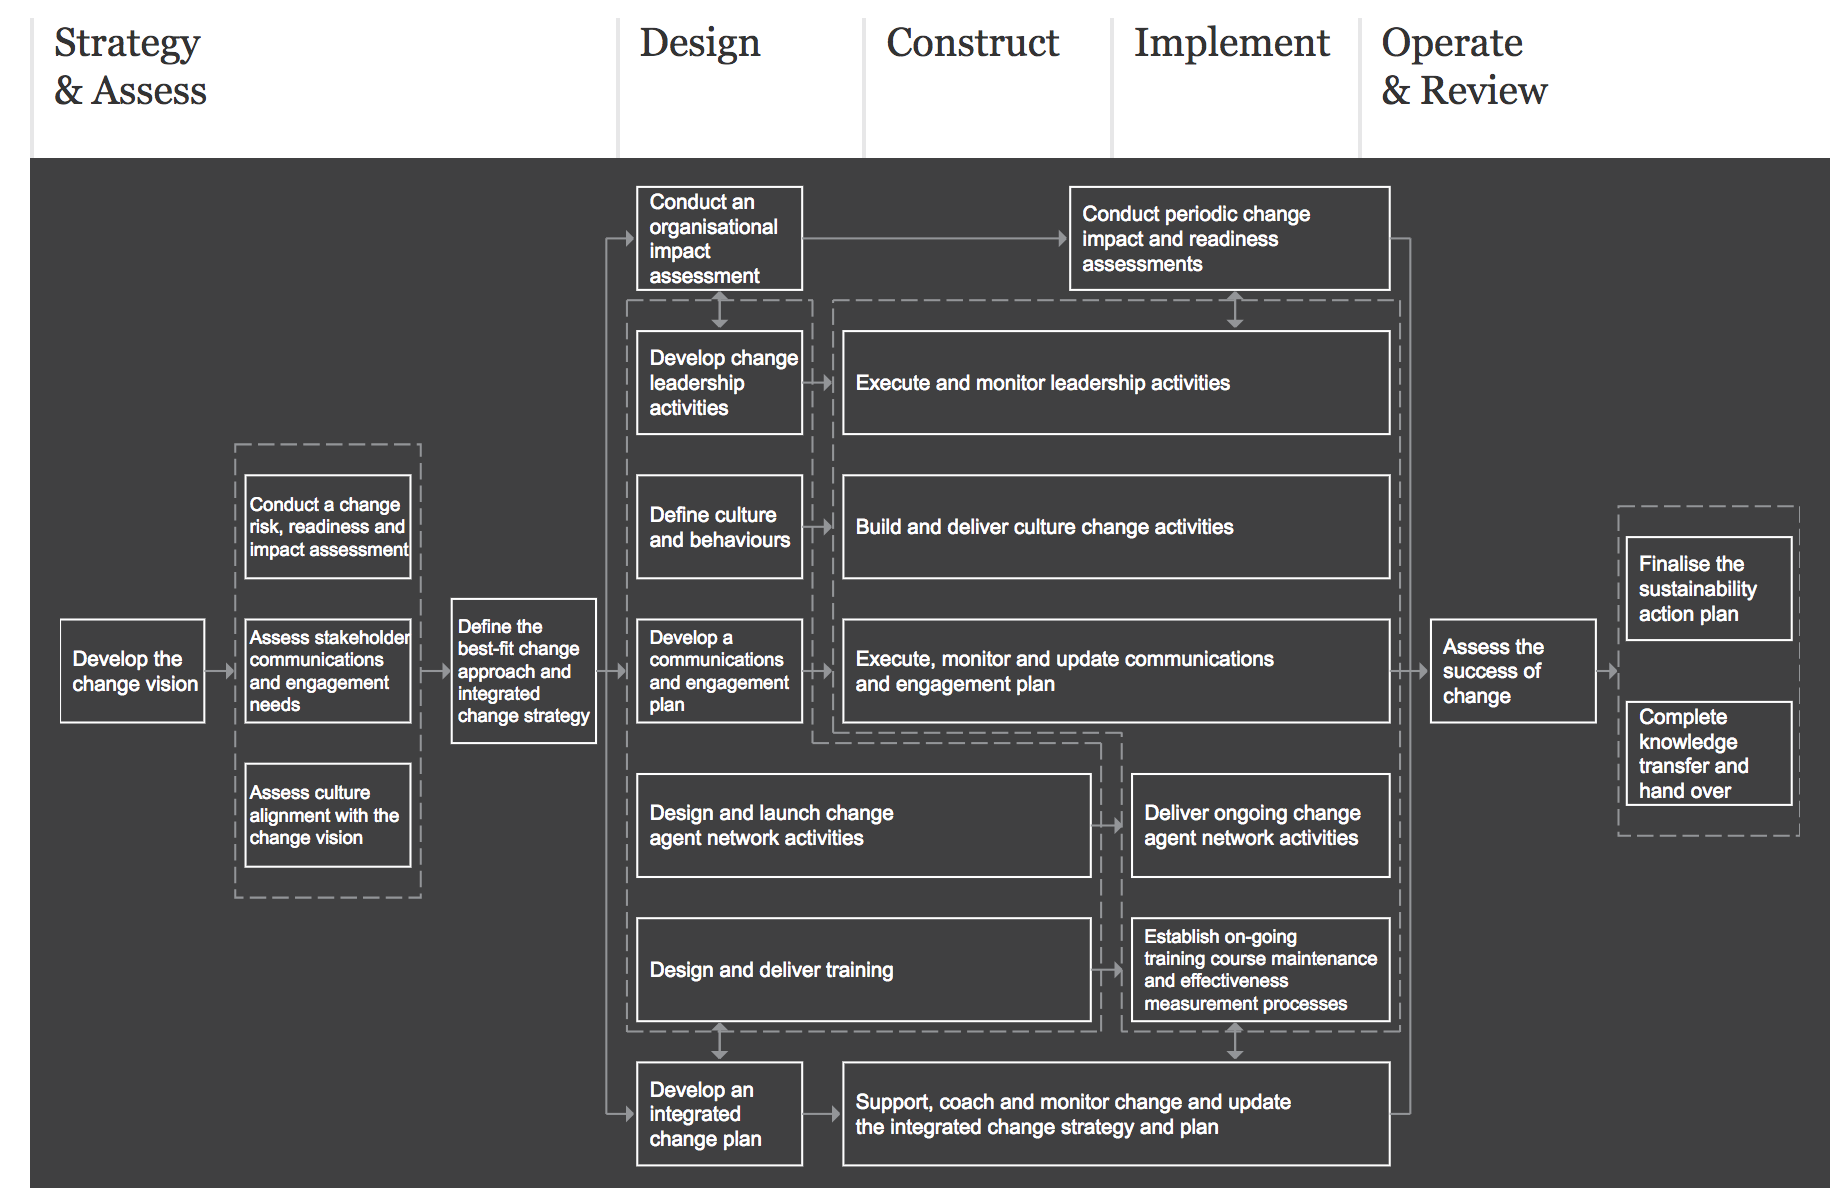 Strategy
& Assess
Design
Construct
Implement
Operate
& Review
Develop the
change vision
Conduct a change
risk, readiness and
impact assessment
Assess stakeholder
communications
and engagement
needs
Assess culture
alignment with the
change vision
Define the
best-fit change
approach and
integrated
change strategy
Conduct an
organisational
impact
assessment
Conduct periodic change
impact and readiness
assessments
Develop change
leadership
activities
Execute and monitor leadership activities
Define culture
and behaviours
Build and deliver culture change activities
Develop a
communications
and engagement
plan
Execute, monitor and update communications
and engagement plan
Design and launch change
agent network activities
Deliver ongoing change
agent network activities
Design and deliver training
Establish on-going
training course maintenance
and effectiveness
measurement processes
Develop an
integrated
change plan
Support, coach and monitor change and update
the integrated change strategy and plan
Assess the
success of
change
Finalise the
sustainability
action plan
Complete
knowledge
transfer and
hand over